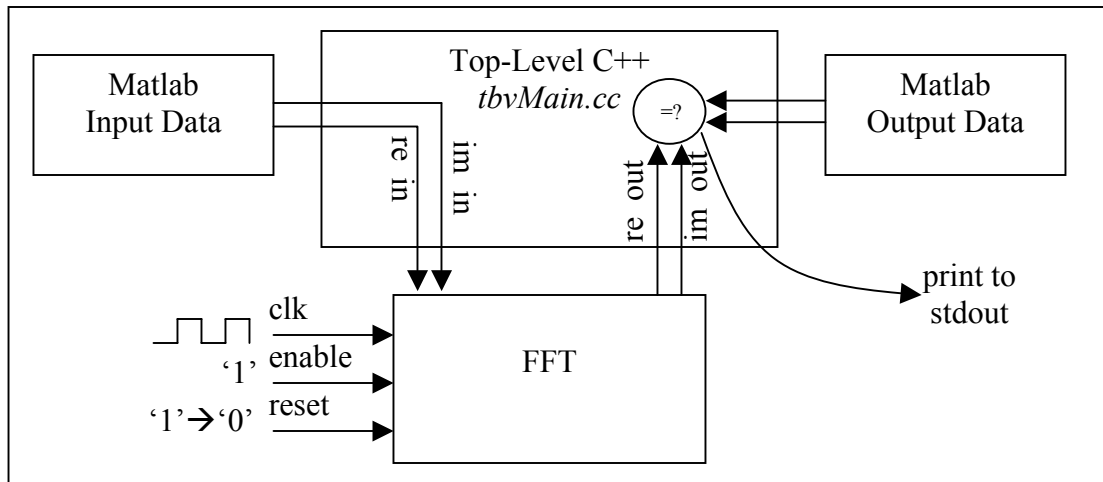 Matlab
Input Data
Top-Level C++
tbvMain.cc
=?
Matlab
Output Data
re in
im in
re out
im out
print to
stdout
clk
‘1’ enable
‘1’→‘0’ reset
FFT